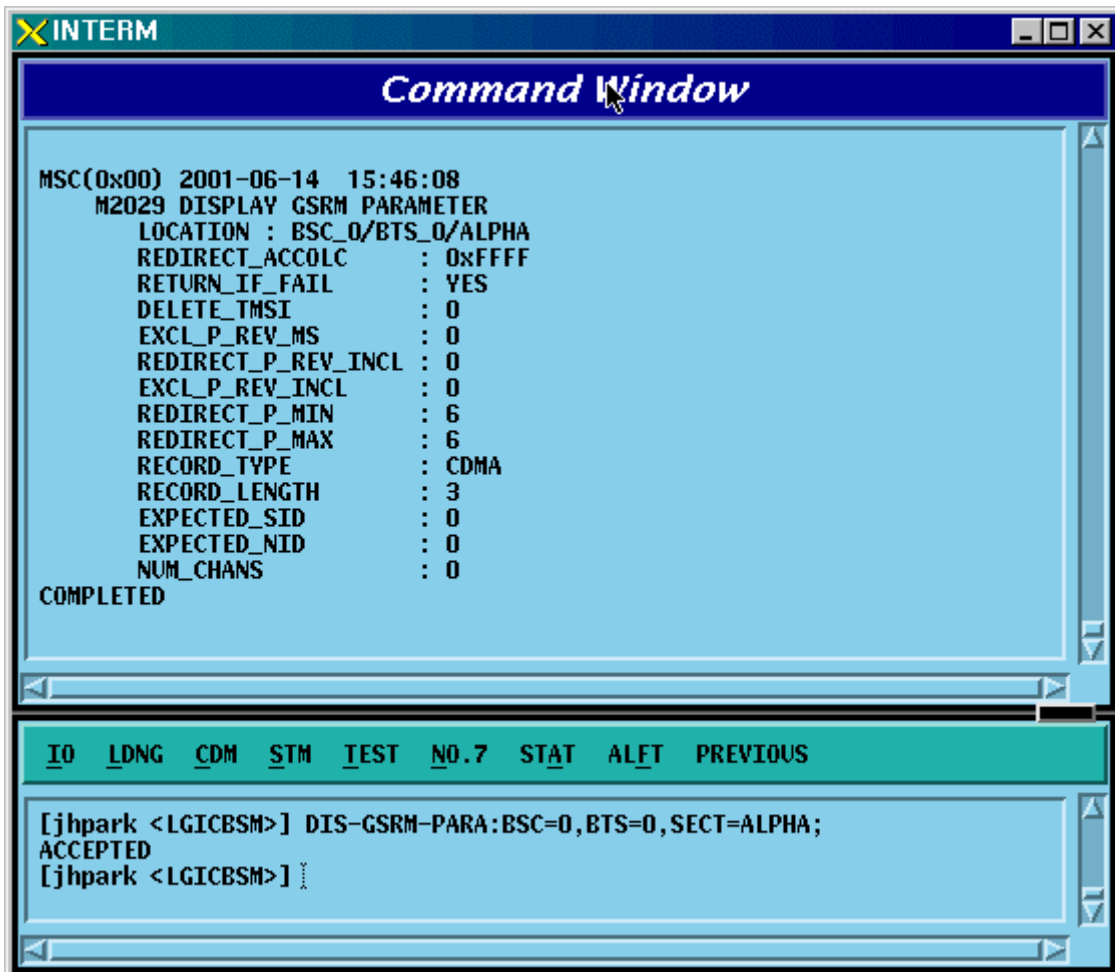 INTERM
Command Window
MSC(0x00) 2001-06-14 15:46:08
M2029 DISPLAY GSRM PARAMETER
LOCATION : BSC_0/BTS_0/ALPHA
REDIRECT_ACCOLC : 0xFFFF
RETURN_IF_FAIL : YES
DELETE_TMSI : 0
EXCL_P_REV_MS : 0
REDIRECT_P_REV_INCL : 0
EXCL_P_REV_INCL : 0
REDIRECT_P_MIN : 6
REDIRECT_P_MAX : 6
RECORD_TYPE : CDMA
RECORD_LENGTH : 3
EXPECTED_SID : 0
EXPECTED_NID : 0
NUM_CHANS : 0
COMPLETED
IO LDNG CDM STM TEST NO.7 STAT ALFT PREVIOUS
[jhpark <LGICBSM>] DIS-GSRM-PARA:BSC=0,BTS=0,SECT=ALPHA;
ACCEPTED
[jhpark <LGICBSM>]